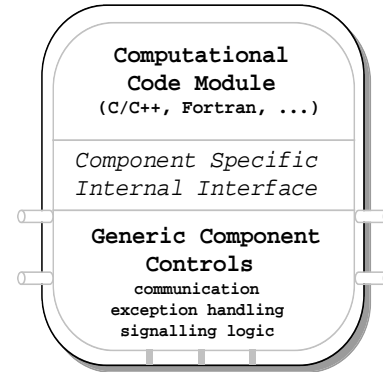 Computational
Code Module
(C/C++, Fortran, ...)
Component Specific
Internal Interface
Generic Component
Controls
communication
exception handling
signalling logic